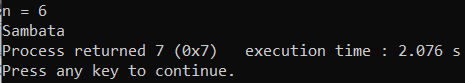 n = 6
Sambata
Process returned 7 (0x7)   execution time : 2.076 s
Press any key to continue.